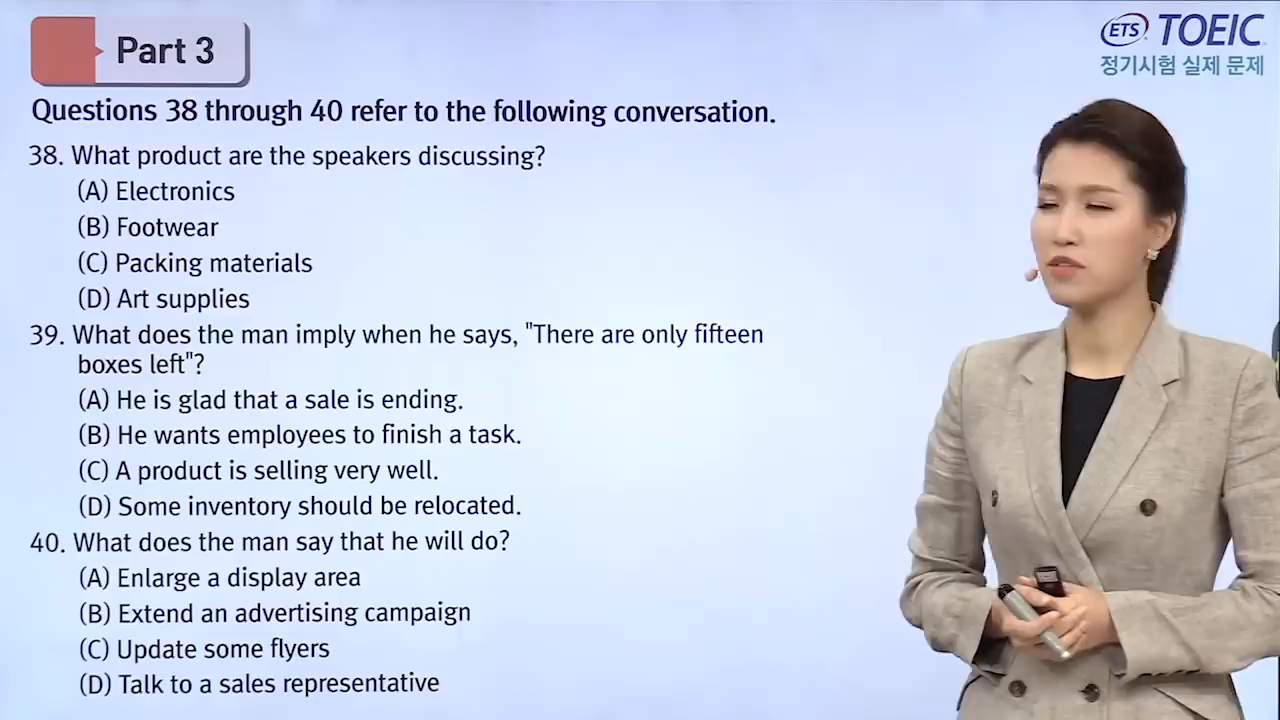 Part 3
ETS TOEIC
정기시험 실제 문제
Questions 38 through 40 refer to the following conversation.
38. What product are the speakers discussing?
(A) Electronics
(B) Footwear
(C) Packing materials
(D) Art supplies
39. What does the man imply when he says, "There are only fifteen
boxes left"?
(A) He is glad that a sale is ending.
(B) He wants employees to finish a task.
(C) A product is selling very well.
(D) Some inventory should be relocated.
40. What does the man say that he will do?
(A) Enlarge a display area
(B) Extend an advertising campaign
(C) Update some flyers
(D) Talk to a sales representative